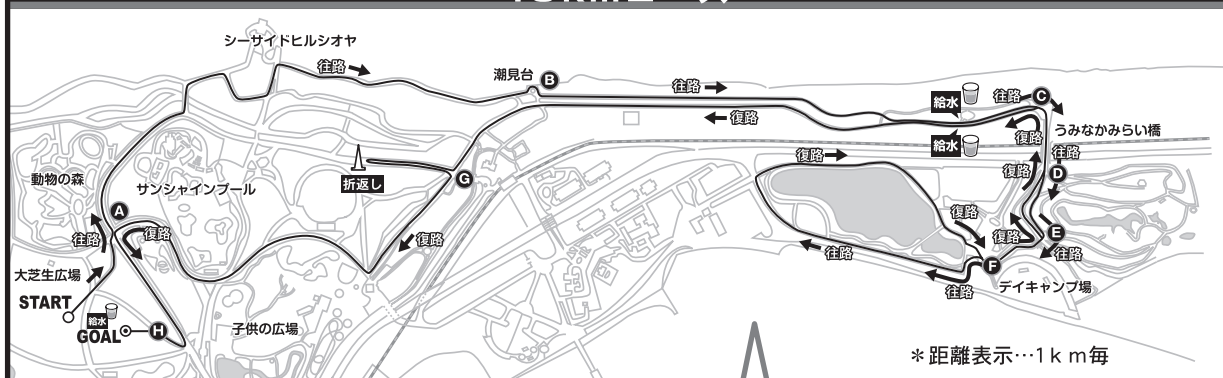 シーサイドヒルシオヤ
往路
潮見台
B
往路
復路
給水
往路
C
うみなかみらい橋
給水
復路
往路
復路
D
動物の森
サンシャインプール
折返し
G
復路
A
往路
復路
復路
復路
E
往路
往路
F
往路
デイキャンプ場
大芝生広場
START
給水
GOAL
H
子供の広場
＊距離表示…1ｋｍ毎